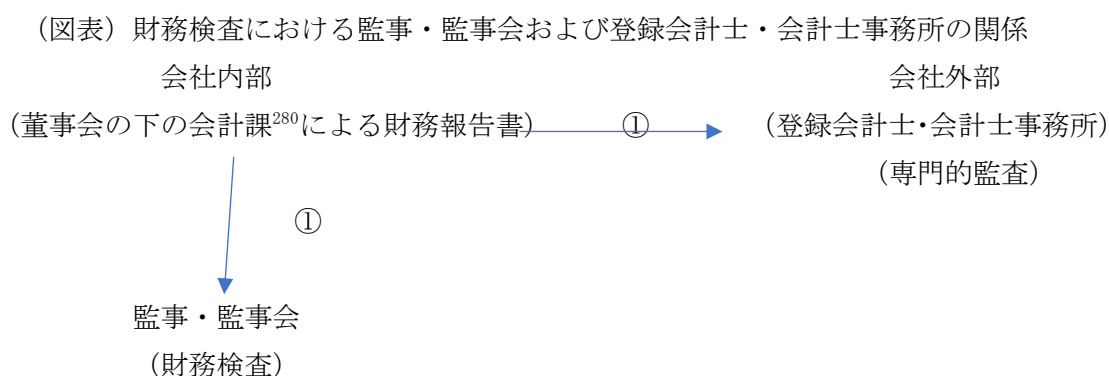 （図表）財務検査における監事・監事会および登録会計士・会計士事務所の関係
会社内部
会社外部
（董事会の下の会計課280による財務報告書）
①
（登録会計士・会計士事務所）
（専門的監査）
①
監事・監事会
（財務検査）